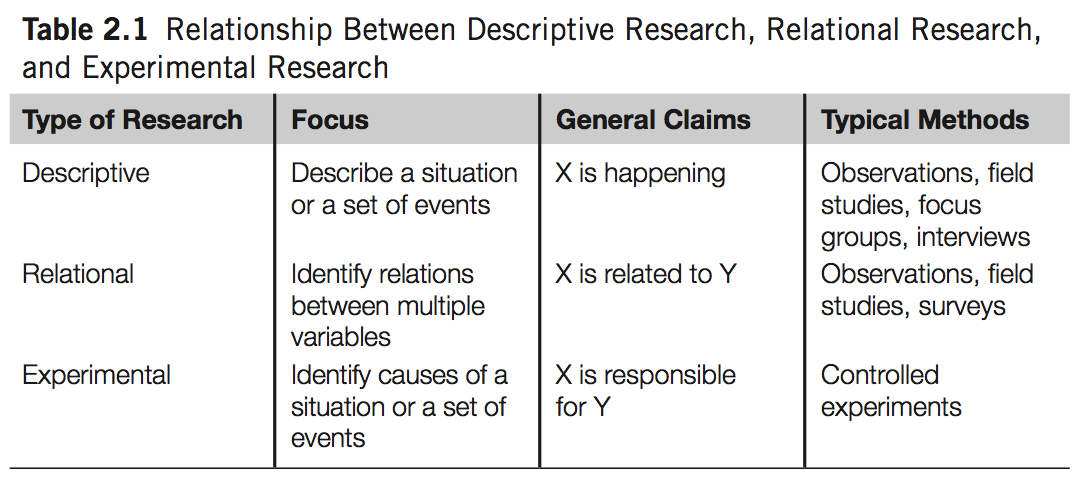 Table 2.1 Relationship Between Descriptive Research, Relational Research,
and Experimental Research
Type of Research Focus General Claims Typical Methods
Descriptive Describe a situation X is happening Observations, field
or a set of events studies, focus
groups, interviews
Relational Identify relations X is related to Y Observations, field
between multiple studies, surveys
variables
Experimental Identify causes of a X is responsible Controlled
situation or a set of for Y experiments
events